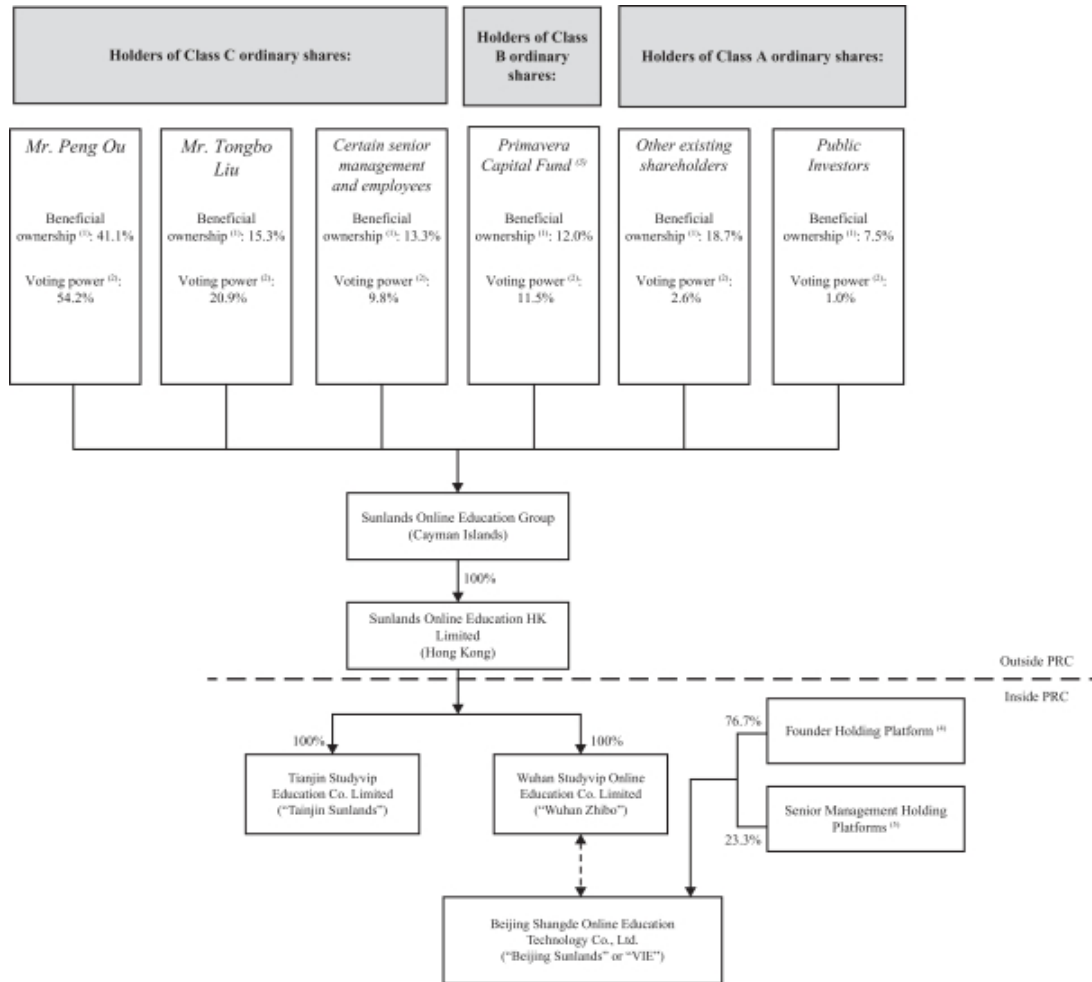 Holders of Class C ordinary shares:
Holders of Class
B ordinary
shares:
Holders of Class A ordinary shares:
Mr. Peng Ou
Beneficial
ownership (1): 41.1%
Voting power (2):
54.2%
Mr. Tongbo
Liu
Beneficial
ownership (1): 15.3%
Voting power (2):
20.9%
Certain senior
management
and employees
Beneficial
ownership (1): 13.3%
Voting power (2):
9.8%
Primavera
Capital Fund (3)
Beneficial
ownership (1): 12.0%
Voting power (2):
11.5%
Other existing
shareholders
Beneficial
ownership (1): 18.7%
Voting power (2):
2.6%
Public
Investors
Beneficial
ownership (1): 7.5%
Voting power (2):
1.0%
Sunlands Online Education Group
(Cayman Islands)
100%
Sunlands Online Education HK
Limited
(Hong Kong)
Outside PRC
Inside PRC
100%
100%
76.7%
Founder Holding Platform (4)
Tianjin Studyvip
Education Co. Limited
(“Tainjin Sunlands”)
Wuhan Studyvip Online
Education Co. Limited
(“Wuhan Zhibo”)
Senior Management Holding
Platforms (5)
23.3%
Beijing Shangde Online Education
Technology Co., Ltd.
(“Beijing Sunlands” or “VIE”)